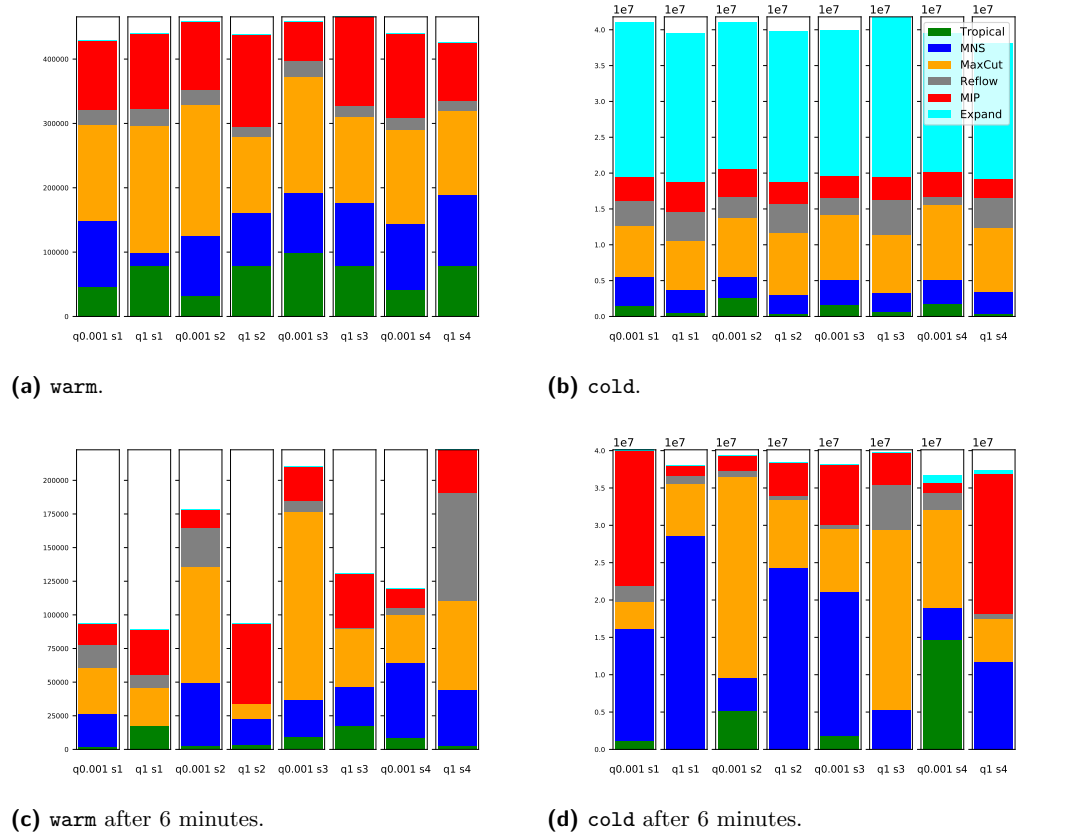 400000
300000
200000
100000
0
q0.001 s1 q1 s1 q0.001 s2 q1 s2 q0.001 s3 q1 s3 q0.001 s4 q1 s4
(a) warm.
1e7 1e7 1e7 1e7 1e7 1e7 1e7 1e7
4.0
3.5
3.0
2.5
2.0
1.5
1.0
0.5
0.0
Tropical
MNS
MaxCut
Reflow
MIP
Expand
q0.001 s1 q1 s1 q0.001 s2 q1 s2 q0.001 s3 q1 s3 q0.001 s4 q1 s4
(b) cold.
200000
175000
150000
125000
100000
75000
50000
25000
0
q0.001 s1 q1 s1 q0.001 s2 q1 s2 q0.001 s3 q1 s3 q0.001 s4 q1 s4
(c) warm after 6 minutes.
1e7 1e7 1e7 1e7 1e7 1e7 1e7 1e7
4.0
3.5
3.0
2.5
2.0
1.5
1.0
0.5
0.0
q0.001 s1 q1 s1 q0.001 s2 q1 s2 q0.001 s3 q1 s3 q0.001 s4 q1 s4
(d) cold after 6 minutes.